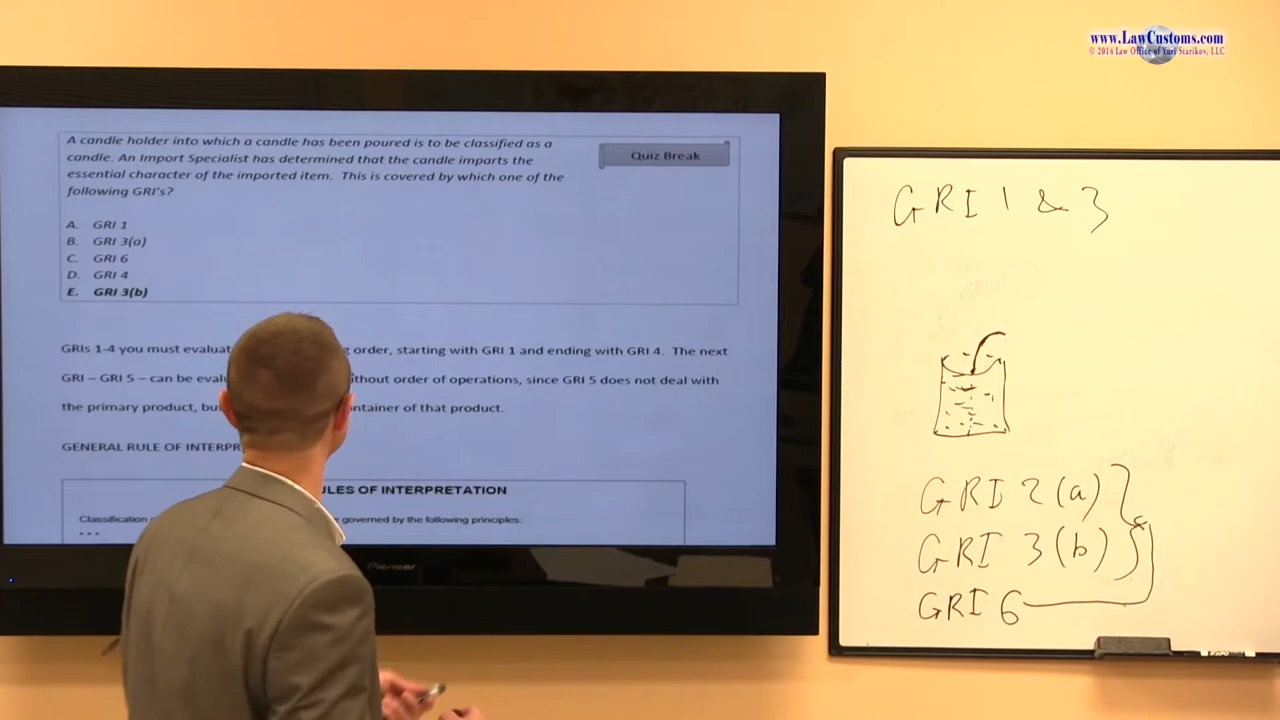 www.LawCustoms.com
© 2014 Law Office of Yuri Starikov, LLC
A candle holder into which a candle has been poured is to be classified as a
candle. An Import Specialist has determined that the candle imparts the
essential character of the imported item. This is covered by which one of the
following GRI's?
Quiz Break
A. GRI 1
B. GRI 3(a)
C. GRI 6
D. GRI 4
E. GRI 3(b)
GRIs 1-4 you must order, starting with GRI 1 and ending with GRI 4. The next
GRI – GRI 5 – can be without order of operations, since GRI 5 does not deal with
the primary product, of that product.
GENERAL RULE OF
OF INTERPRETATION
Classification governed by the following principles:
* * *
Pioneer
GRI 1 & 3
GRI 2(a)
GRI 3(b)
GRI 6